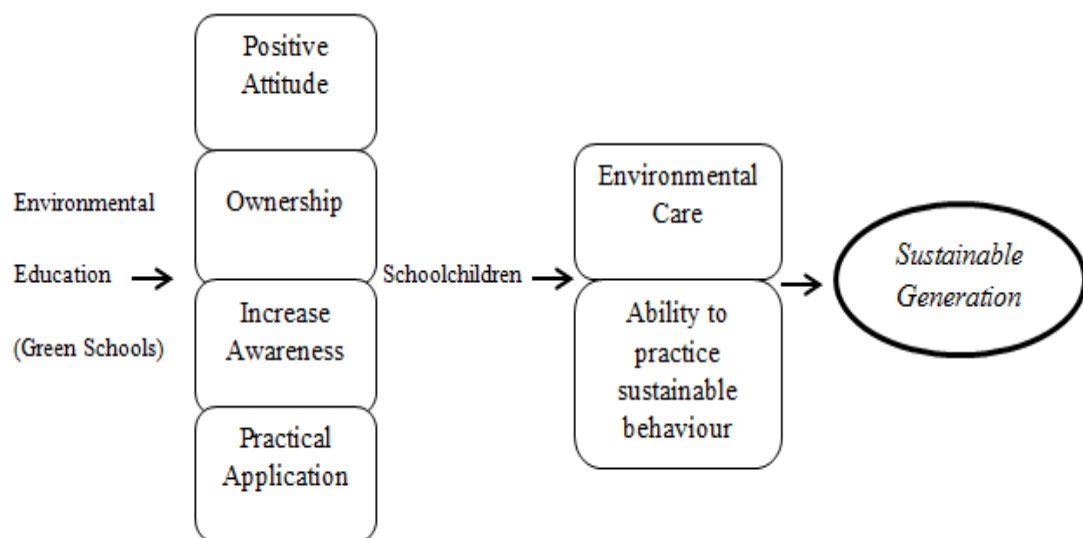 Environmental
Education
(Green Schools)
Positive
Attitude
Ownership
Increase
Awareness
Practical
Application
Schoolchildren
Environmental
Care
Ability to
practice
sustainable
behaviour
Sustainable
Generation